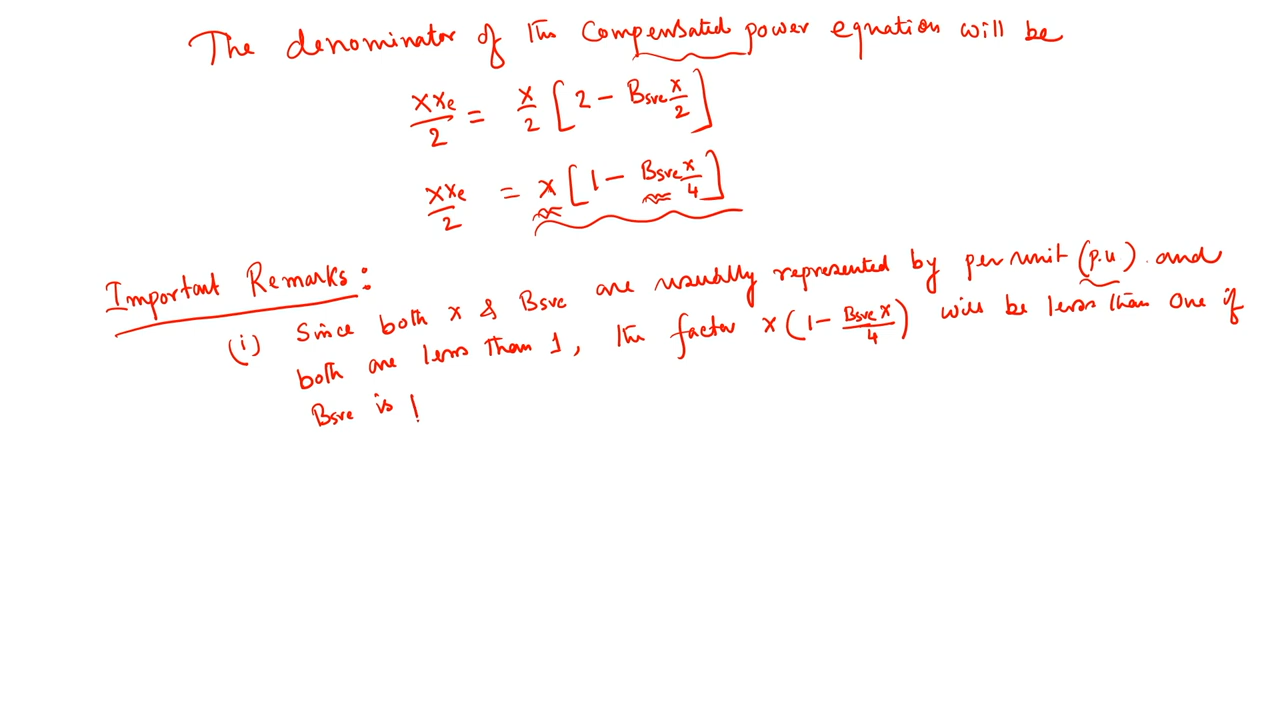 The denominator of the Compensated power equation will be
XXe/2 = X/2 [2 - Bsvc X/2]
XXe/2 = X [1 - Bsvc X/4]
Important Remarks:
(i) Since both X & Bsvc are usually represented by per unit (p.u) and
both are less than 1, the factor X (1 - Bsvc X/4) will be less than one if
Bsvc is